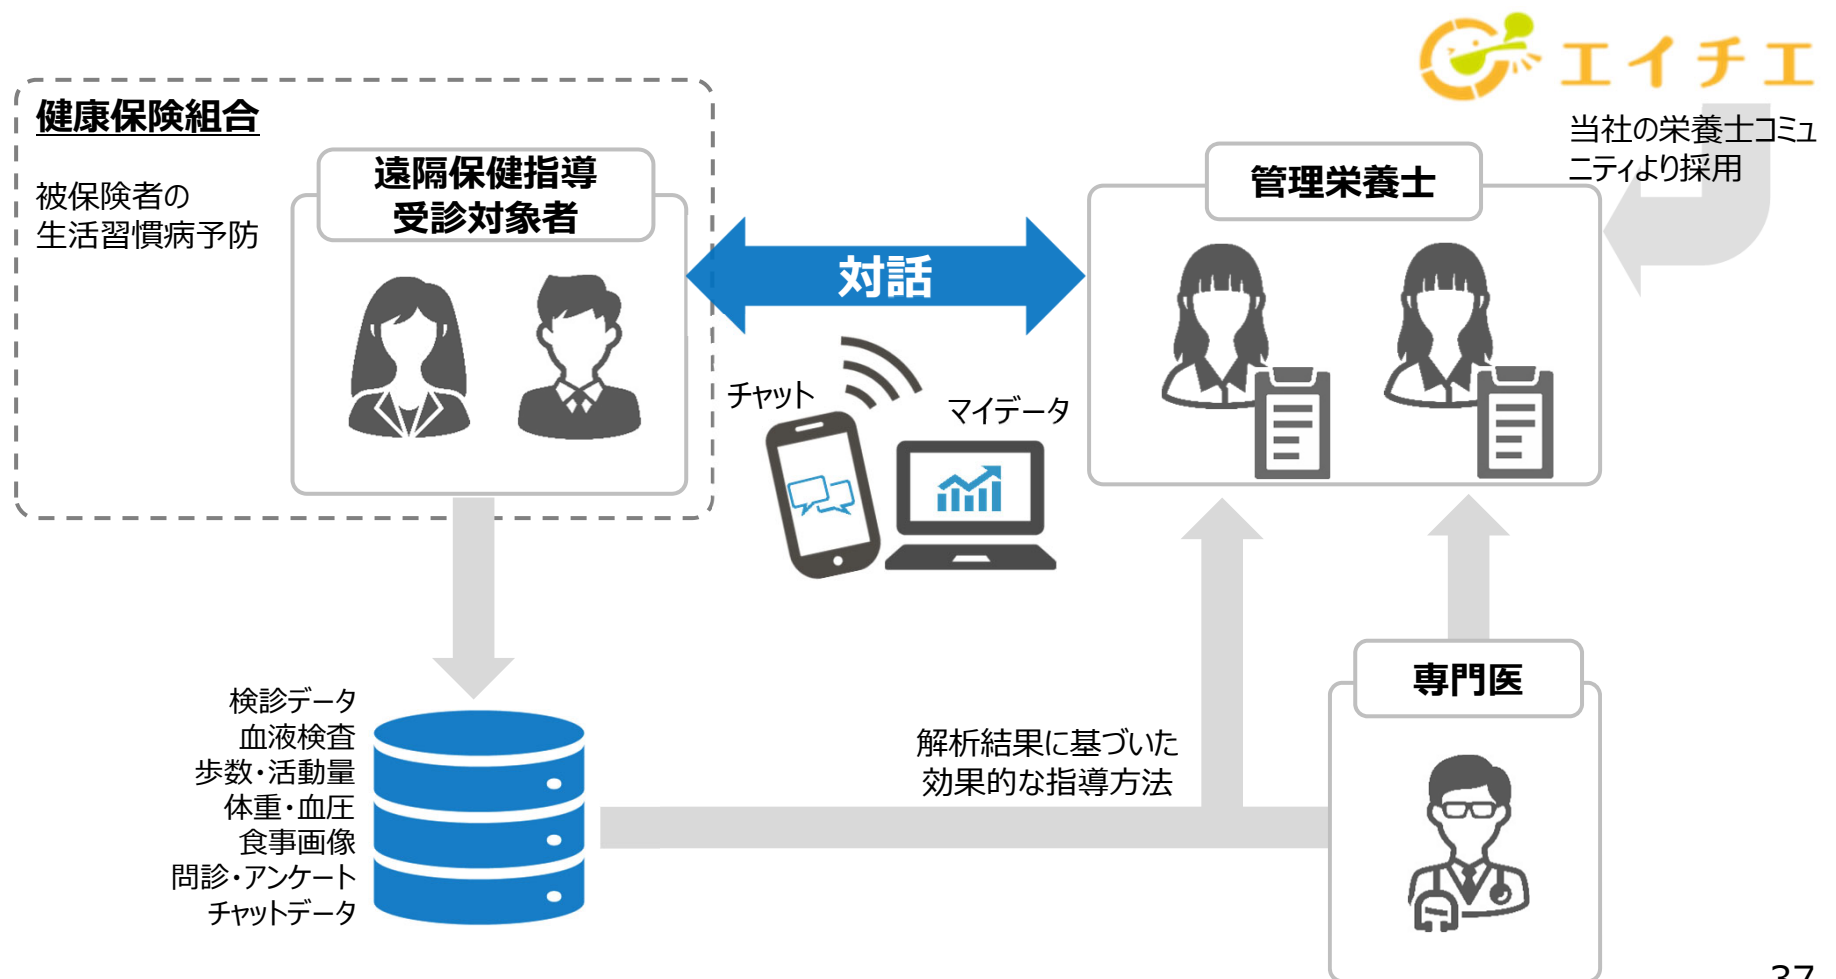 エイチエ
当社の栄養士コミュ
ニティより採用
健康保険組合
被保険者の
生活習慣病予防
遠隔保健指導
受診対象者
対話
管理栄養士
チャット
マイデータ
専門医
検診データ
血液検査
歩数・活動量
体重・血圧
食事画像
問診・アンケート
チャットデータ
解析結果に基づいた
効果的な指導方法
37